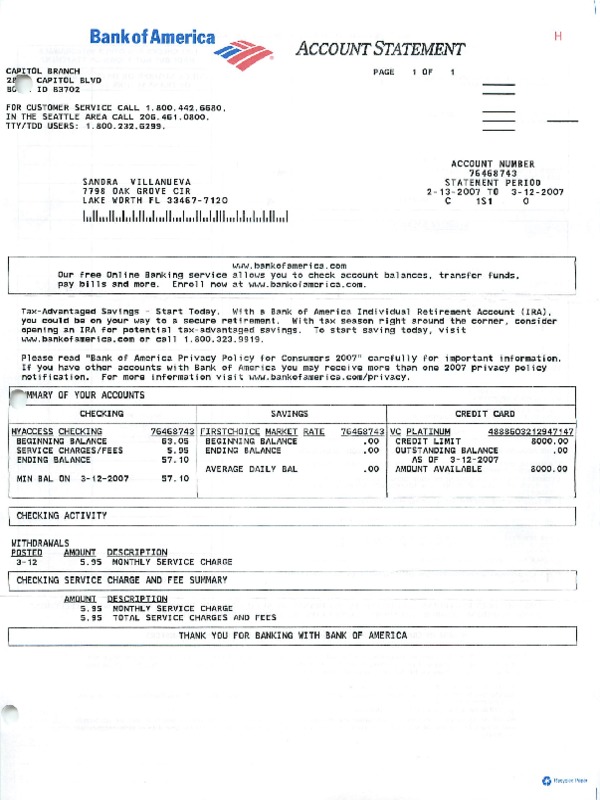 Bank of America
ACCOUNT STATEMENT
H
PAGE 1 OF 1
CAPITOL BRANCH
CAPITOL BLVD
ID 83702
FOR CUSTOMER SERVICE CALL 1.800.442.6680.
IN THE SEATTLE AREA CALL 206.461.0800.
TTY/TDD USERS: 1.800.232.6299.
ACCOUNT NUMBER
76468743
STATEMENT PERIOD
2-13-2007 TO 3-12-2007
C 1S1 0
SANDRA VILLANUEVA
7798 OAK GROVE CIR
LAKE WORTH FL 33467-7120
www.bankofamerica.com
Our free Online Banking service allows you to check account balances, transfer funds,
pay bills and more. Enroll now at www.bankofamerica.com.
Tax-Advantaged Savings - Start Today. With a Bank of America Individual Retirement Account (IRA),
you could be on your way to a secure retirement. With tax season right around the corner, consider
opening an IRA for potential tax-advantaged savings. To start saving today, visit
www.bankofamerica.com or call 1.800.323.9919.
Please read "Bank of America Privacy Policy for Consumers 2007" carefully for important information.
If you have other accounts with Bank of America you may receive more than one 2007 privacy policy
notification. For more information visit www.bankofamerica.com/privacy.
MMARY OF YOUR ACCOUNTS
CHECKING SAVINGS CREDIT CARD
MYACCESS CHECKING 76468743 FIRSTCHOICE MARKET RATE 76468743 VC PLATINUM 4888603212947147
BEGINNING BALANCE 63.05 BEGINNING BALANCE .00 CREDIT LIMIT 8000.00
SERVICE CHARGES/FEES 5.95 ENDING BALANCE .00 OUTSTANDING BALANCE .00
ENDING BALANCE 57.10 AS OF 3-12-2007
AVERAGE DAILY BAL .00 AMOUNT AVAILABLE 8000.00
MIN BAL ON 3-12-2007 57.10
CHECKING ACTIVITY
WITHDRAWALS
POSTED AMOUNT DESCRIPTION
3-12 5.95 MONTHLY SERVICE CHARGE
CHECKING SERVICE CHARGE AND FEE SUMMARY
AMOUNT DESCRIPTION
5.95 MONTHLY SERVICE CHARGE
5.95 TOTAL SERVICE CHARGES AND FEES
THANK YOU FOR BANKING WITH BANK OF AMERICA
Recycled Paper